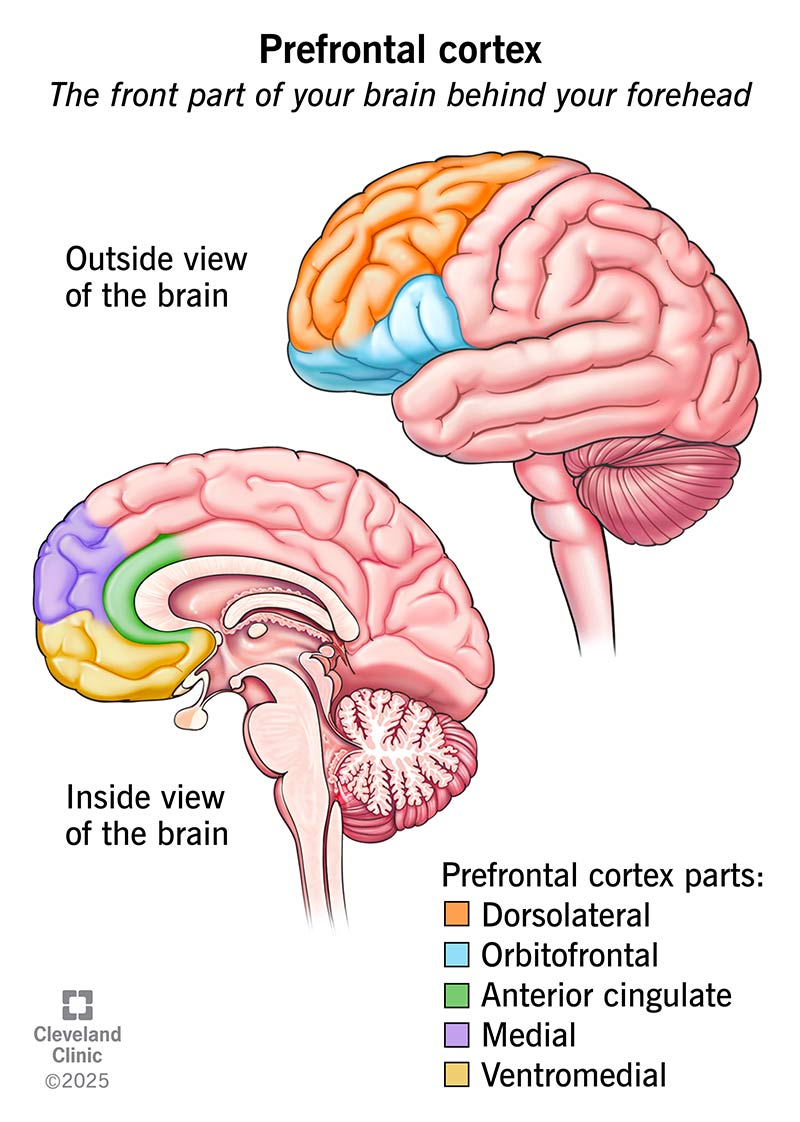 Prefrontal cortex
The front part of your brain behind your forehead
Outside view
of the brain
Inside view
of the brain
Prefrontal cortex parts:
Dorsolateral
Orbitofrontal
Anterior cingulate
Medial
Ventromedial
Cleveland
Clinic
©2025